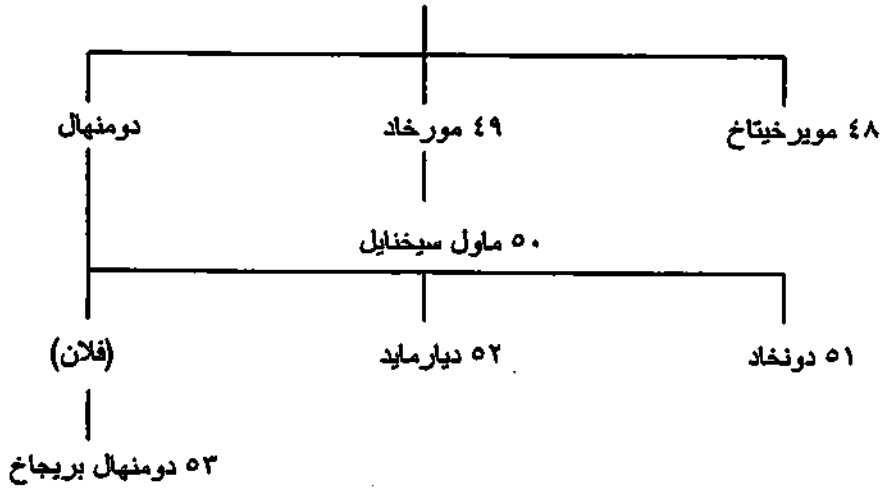 ٤٨ مويرخيتاخ ٤٩ مورخاد دومنهال
٥٠ ماول سيخنايل
٥١ دونخاد ٥٢ ديارمايد (فلان)
٥٣ دومنهال بريجاخ